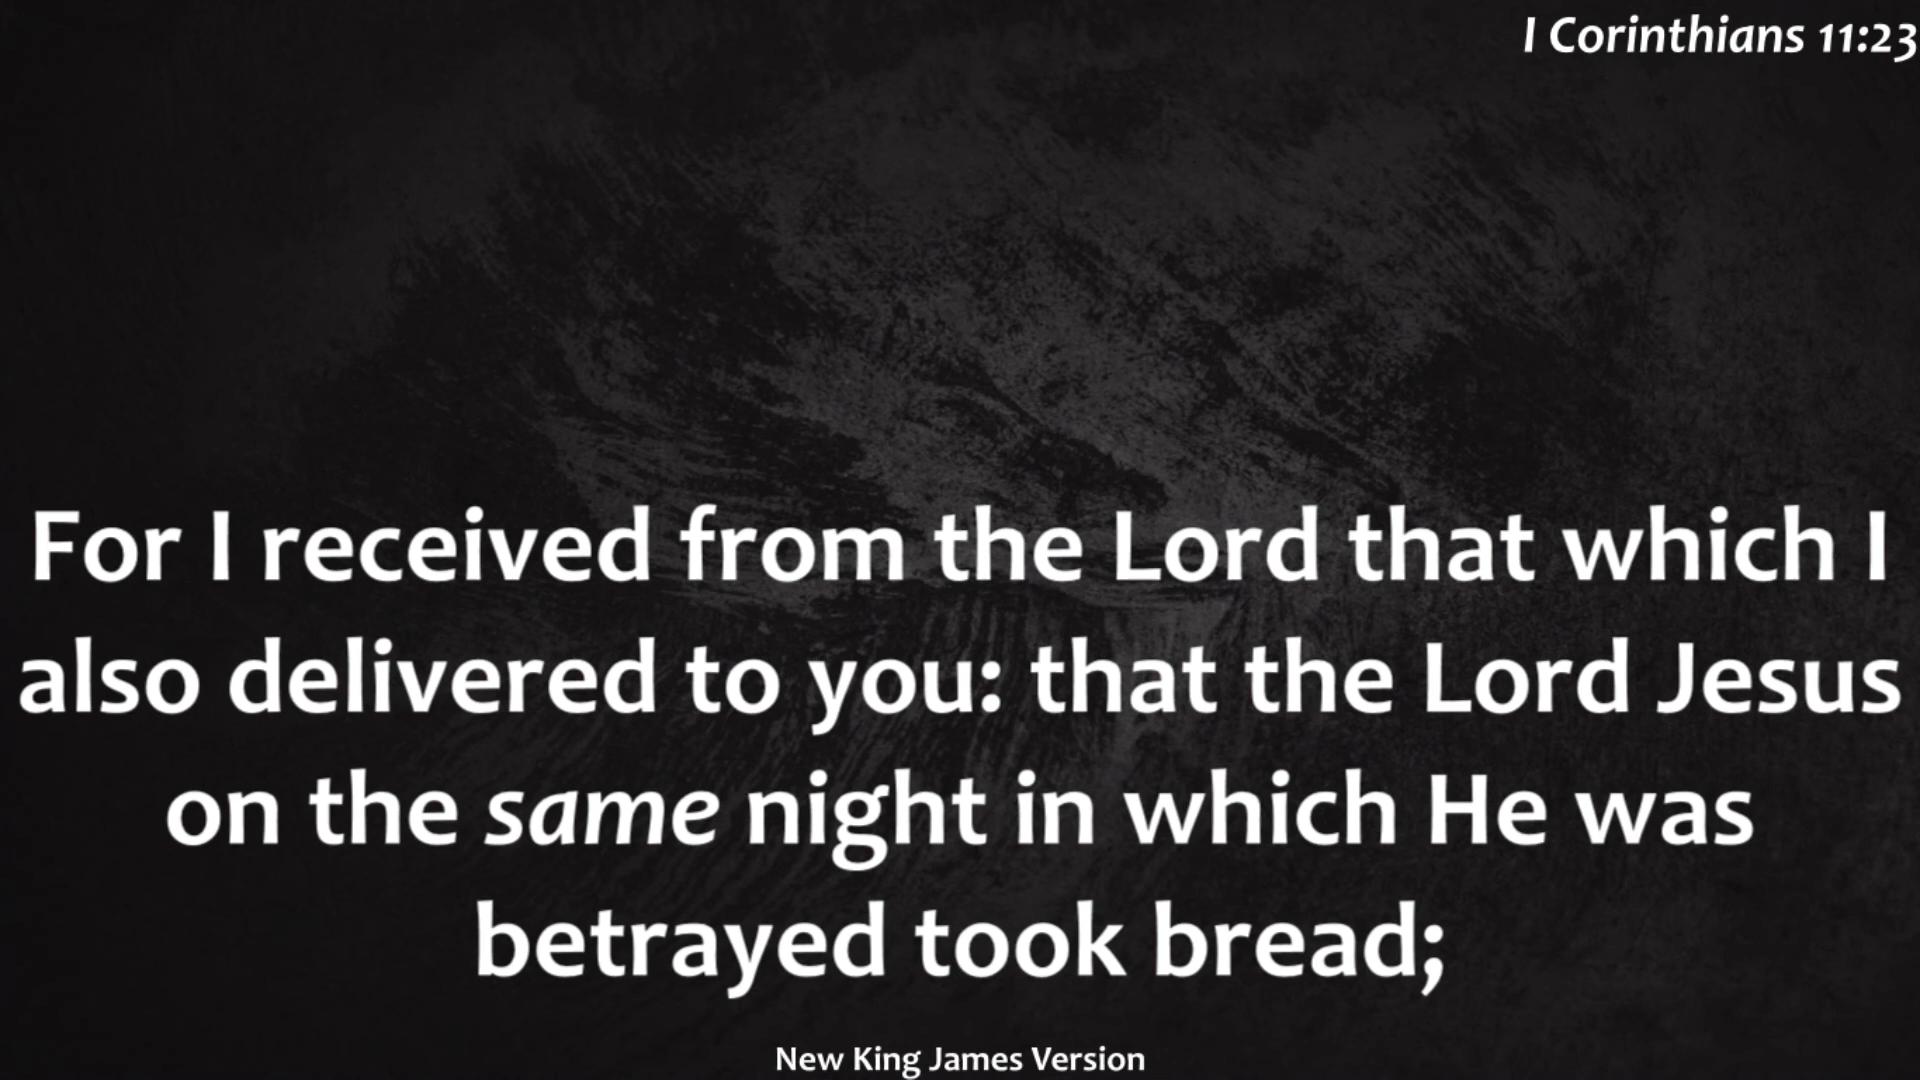 I Corinthians 11:23
For I received from the Lord that which I
also delivered to you: that the Lord Jesus
on the same night in which He was
betrayed took bread;
New King James Version